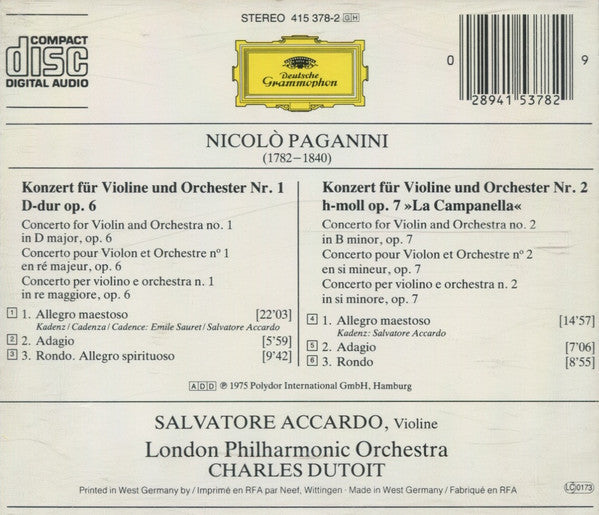 STEREO 415 378-2 GH
COMPACT
disc
DIGITAL AUDIO
Deutsche
Grammophon
0
28941 53782
9
NICOLÒ PAGANINI
(1782–1840)
Konzert für Violine und Orchester Nr. 1
D-dur op. 6
Concerto for Violin and Orchestra no. 1
in D major, op. 6
Concerto pour Violon et Orchestre nº 1
en ré majeur, op. 6
Concerto per violino e orchestra n. 1
in re maggiore, op. 6
1 1. Allegro maestoso [22'03]
Kadenz / Cadenza / Cadence: Emile Sauret / Salvatore Accardo
2 2. Adagio [5'59]
3 3. Rondo. Allegro spirituoso [9'42]
Konzert für Violine und Orchester Nr. 2
h-moll op. 7 »La Campanella«
Concerto for Violin and Orchestra no. 2
in B minor, op. 7
Concerto pour Violon et Orchestre nº 2
en si mineur, op. 7
Concerto per violino e orchestra n. 2
in si minore, op. 7
4 1. Allegro maestoso [14'57]
Kadenz: Salvatore Accardo
5 2. Adagio [7'06]
6 3. Rondo [8'55]
ADD Ⓟ 1975 Polydor International GmbH, Hamburg
SALVATORE ACCARDO, Violine
London Philharmonic Orchestra
CHARLES DUTOIT
Printed in West Germany by / Imprimé en RFA par Neef, Wittingen · Made in West Germany / Fabriqué en RFA
LC 0173